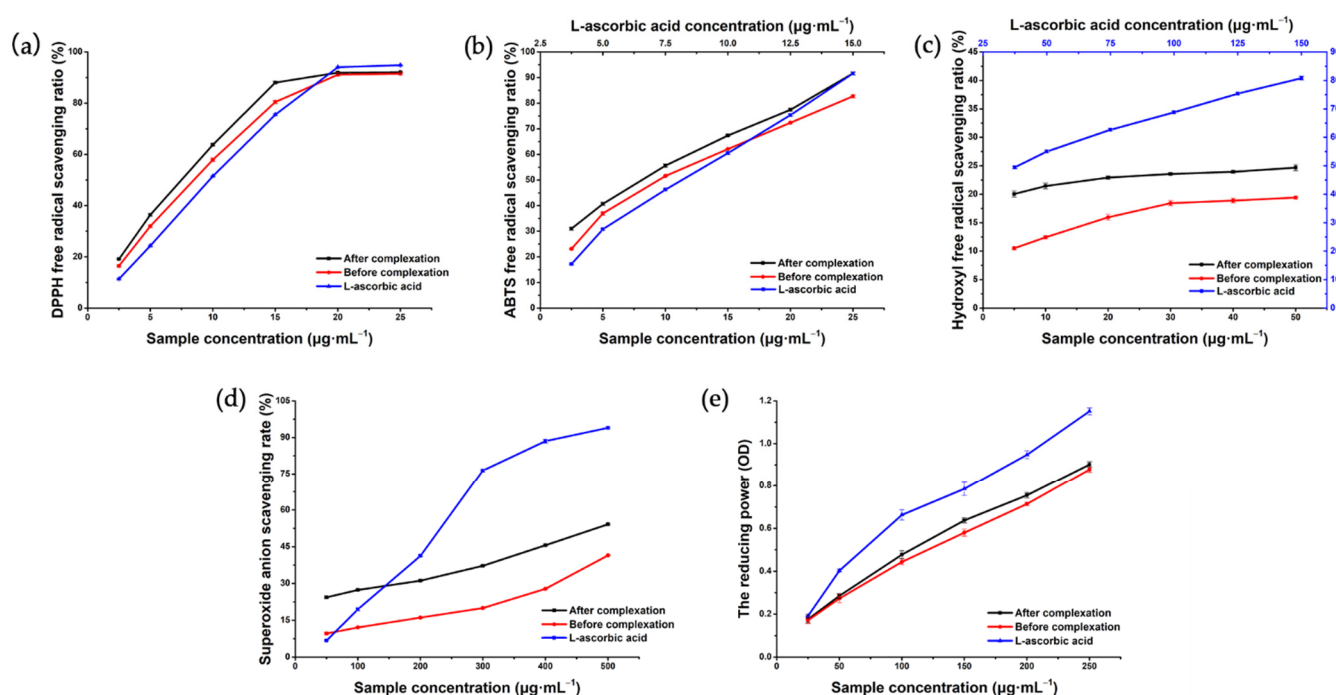 (a)
DPPH free radical scavenging ratio (%)
100
80
60
40
20
0
0 5 10 15 20 25
After complexation
Before complexation
L-ascorbic acid
Sample concentration (µg·mL⁻¹)
(b)
L-ascorbic acid concentration (µg·mL⁻¹)
2.5 5.0 7.5 10.0 12.5 15.0
ABTS free radical scavenging ratio (%)
100
90
80
70
60
50
40
30
20
10
0
0 5 10 15 20 25
After complexation
Before complexation
L-ascorbic acid
Sample concentration (µg·mL⁻¹)
(c)
L-ascorbic acid concentration (µg·mL⁻¹)
25 50 75 100 125 150
Hydroxyl free radical scavenging ratio (%)
45
40
35
30
25
20
15
10
5
0
90
80
70
60
50
40
30
20
10
0
0 10 20 30 40 50
After complexation
Before complexation
L-ascorbic acid
Sample concentration (µg·mL⁻¹)
(d)
Superoxide anion scavenging rate (%)
105
90
75
60
45
30
15
0
0 100 200 300 400 500
After complexation
Before complexation
L-ascorbic acid
Sample concentration (µg·mL⁻¹)
(e)
The reducing power (OD)
1.2
1.0
0.8
0.6
0.4
0.2
0.0
0 50 100 150 200 250
After complexation
Before complexation
L-ascorbic acid
Sample concentration (µg·mL⁻¹)